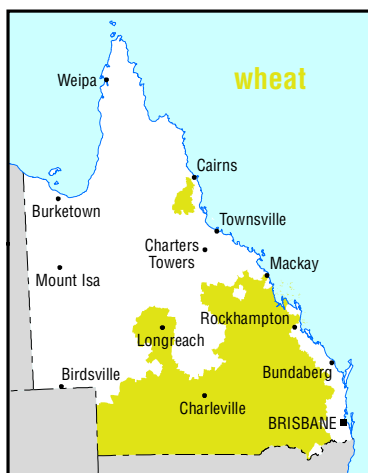 wheat
Weipa
Cairns
Burketown
Townsville
Charters
Towers
Mount Isa
Mackay
Rockhampton
Longreach
Bundaberg
Birdsville
Charleville
BRISBANE